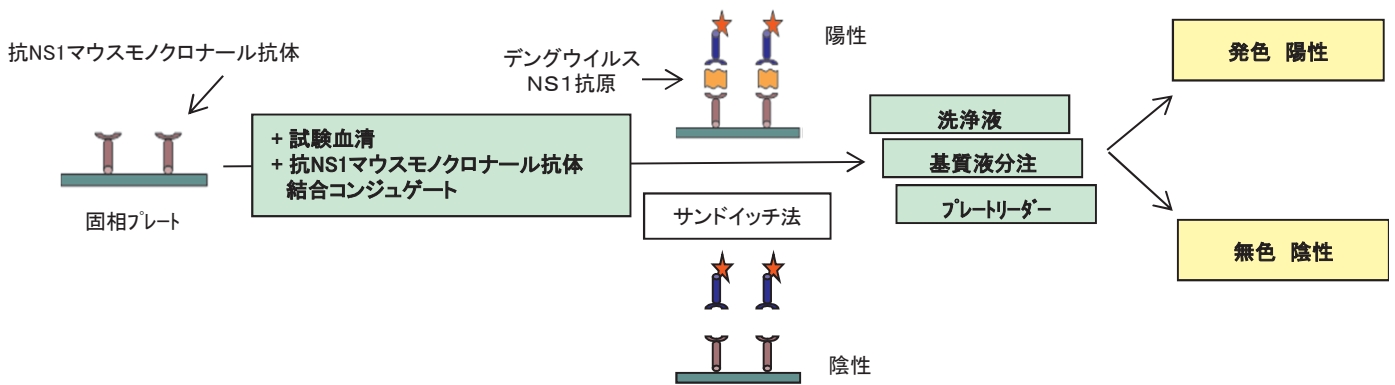 抗NS1マウスモノクロナール抗体
固相プレート
+ 試験血清
+ 抗NS1マウスモノクロナール抗体
結合コンジュゲート
デングウイルス
ＮＳ１抗原
陽性
サンドイッチ法
陰性
洗浄液
基質液分注
プレートリーダー
発色 陽性
無色 陰性